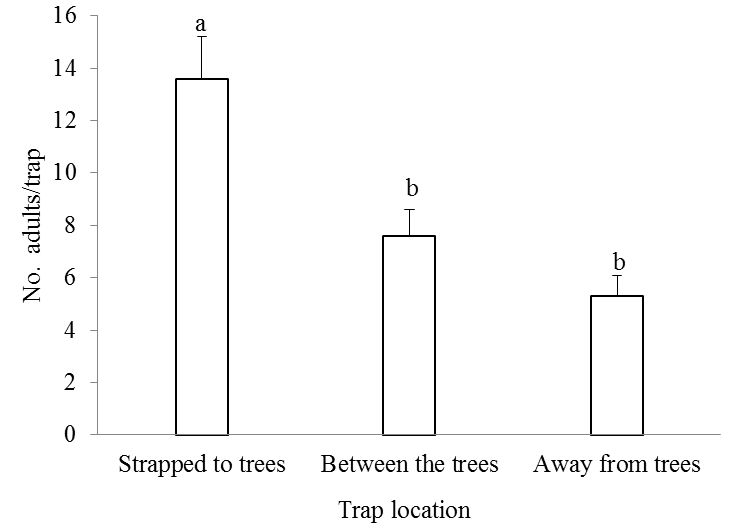 16
14
12
10
8
6
4
2
0
No. adults/trap
a
b
b
Strapped to trees Between the trees Away from trees
Trap location